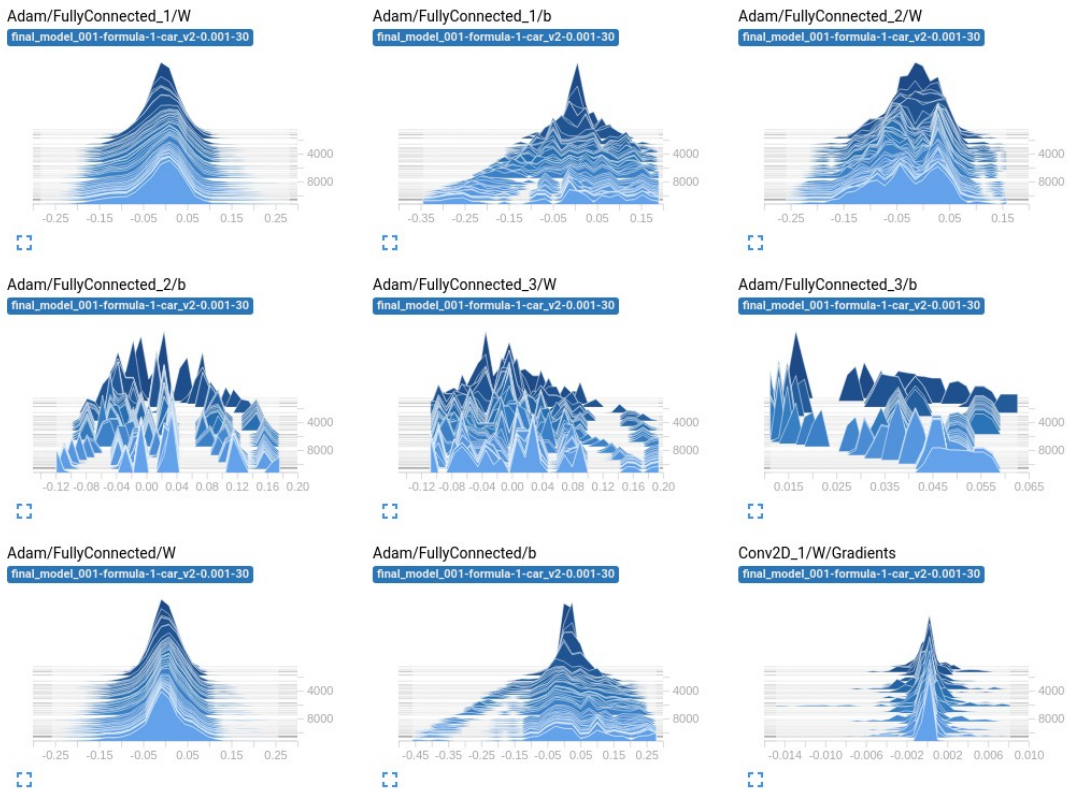 Adam/FullyConnected_1/W
final_model_001-formula-1-car_v2-0.001-30
4000
8000
-0.25 -0.15 -0.05 0.05 0.15 0.25
Adam/FullyConnected_1/b
final_model_001-formula-1-car_v2-0.001-30
4000
8000
-0.35 -0.25 -0.15 -0.05 0.05 0.15
Adam/FullyConnected_2/W
final_model_001-formula-1-car_v2-0.001-30
4000
8000
-0.25 -0.15 -0.05 0.05 0.15
Adam/FullyConnected_2/b
final_model_001-formula-1-car_v2-0.001-30
4000
8000
-0.12 -0.08 -0.04 0.00 0.04 0.08 0.12 0.16 0.20
Adam/FullyConnected_3/W
final_model_001-formula-1-car_v2-0.001-30
4000
8000
-0.12 -0.08 -0.04 0.00 0.04 0.08 0.12 0.16 0.20
Adam/FullyConnected_3/b
final_model_001-formula-1-car_v2-0.001-30
4000
8000
0.015 0.025 0.035 0.045 0.055 0.065
Adam/FullyConnected/W
final_model_001-formula-1-car_v2-0.001-30
4000
8000
-0.25 -0.15 -0.05 0.05 0.15 0.25
Adam/FullyConnected/b
final_model_001-formula-1-car_v2-0.001-30
4000
8000
-0.45 -0.35 -0.25 -0.15 -0.05 0.05 0.15 0.25
Conv2D_1/W/Gradients
final_model_001-formula-1-car_v2-0.001-30
4000
8000
-0.014 -0.010 -0.006 -0.002 0.002 0.006 0.010